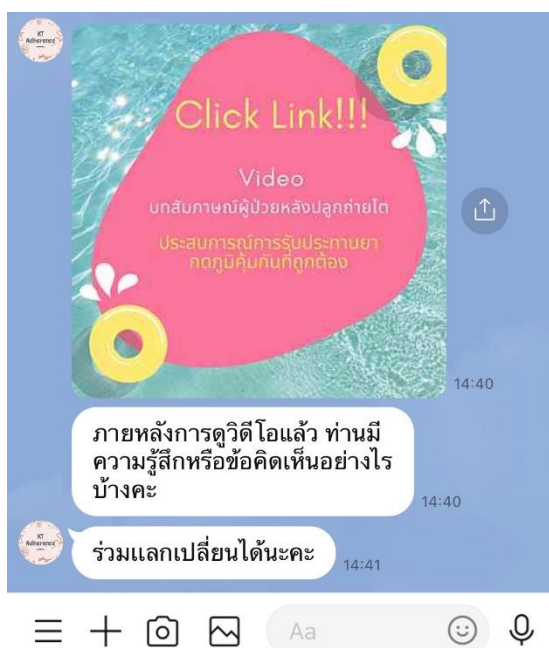 KT
Adherence
Click Link!!!
Video
บทสัมภาษณ์ผู้ป่วยหลังปลูกถ่ายไต
ประสบการณ์การรับประทานยา
กดภูมิคุ้มกันที่ถูกต้อง
14:40
ภายหลังการดูวิดีโอแล้ว ท่านมี
ความรู้สึกหรือข้อคิดเห็นอย่างไร
บ้างคะ
14:40
KT
Adherence
ร่วมแลกเปลี่ยนได้นะคะ
14:41
Aa